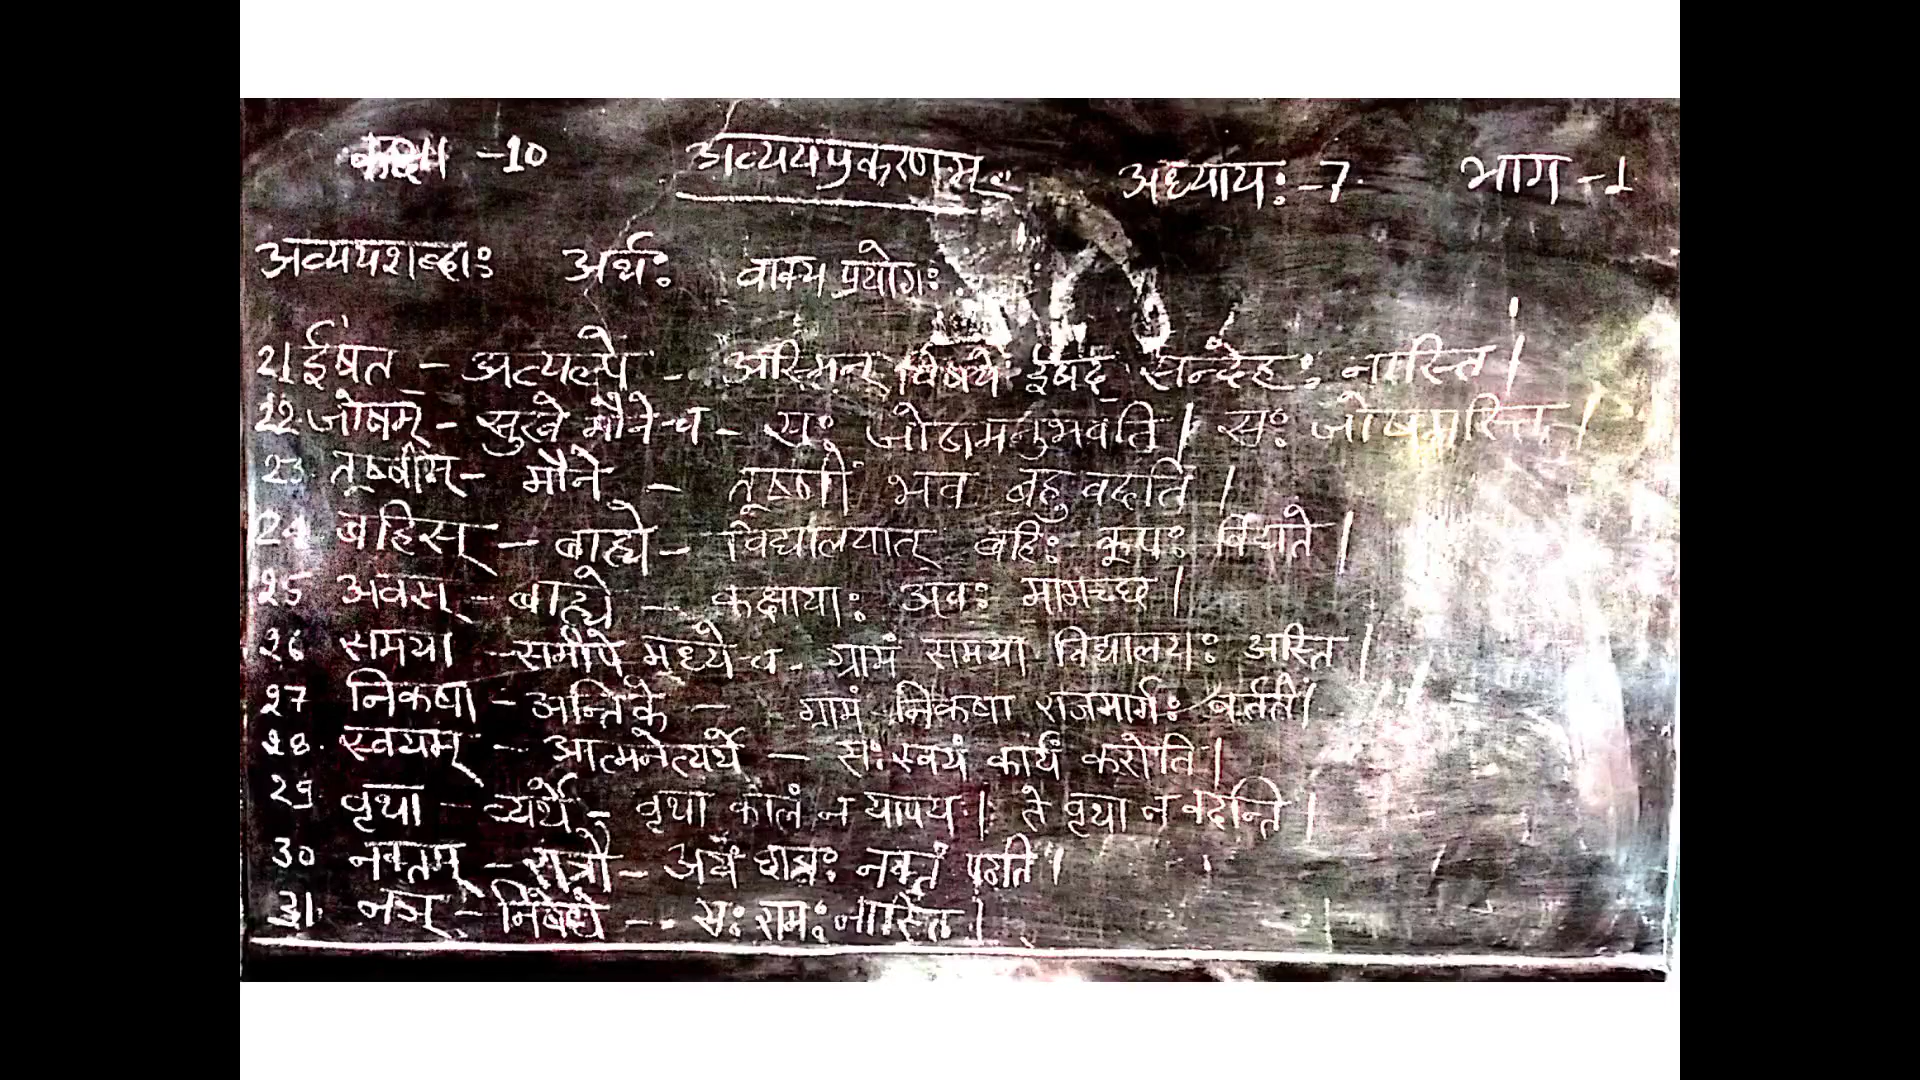 कक्षा -10 अव्ययप्रकरणम् अध्याय: -7 भाग -1
अव्ययशब्दाः अर्थः वाक्य प्रयोगः
21 ईषत - अत्यल्पे - अस्मिन् विषये ईषद् सन्देहः नास्ति।
22. जोषम् - सुखे मौने च - सः जोषमनुभवति। सः जोषमस्ति।
23. तूष्णीम् - मौने - तूष्णीं भव बहु वदति।
24. बहिस् - बाह्ये - विद्यालयात् बहिः कूपः विद्यते।
25 अवस् - बाह्ये - कक्षायाः अवः मागच्छ।
26 समया - समीपे मध्ये च - ग्रामं समया विद्यालयः अस्ति।
27 निकषा - अन्तिके - ग्रामं निकषा राजमार्गः वर्तते।
28. स्वयम् - आत्मनेत्यर्थे - सः स्वयं कार्यं करोति।
29 वृथा - व्यर्थे - वृथा कालं न यापय। ते वृथा न वदन्ति।
30 नक्तम् - रात्रौ - अयं छात्रः नक्तं पठति।
31. नञ् - निषेधे - सः रामः नास्ति।